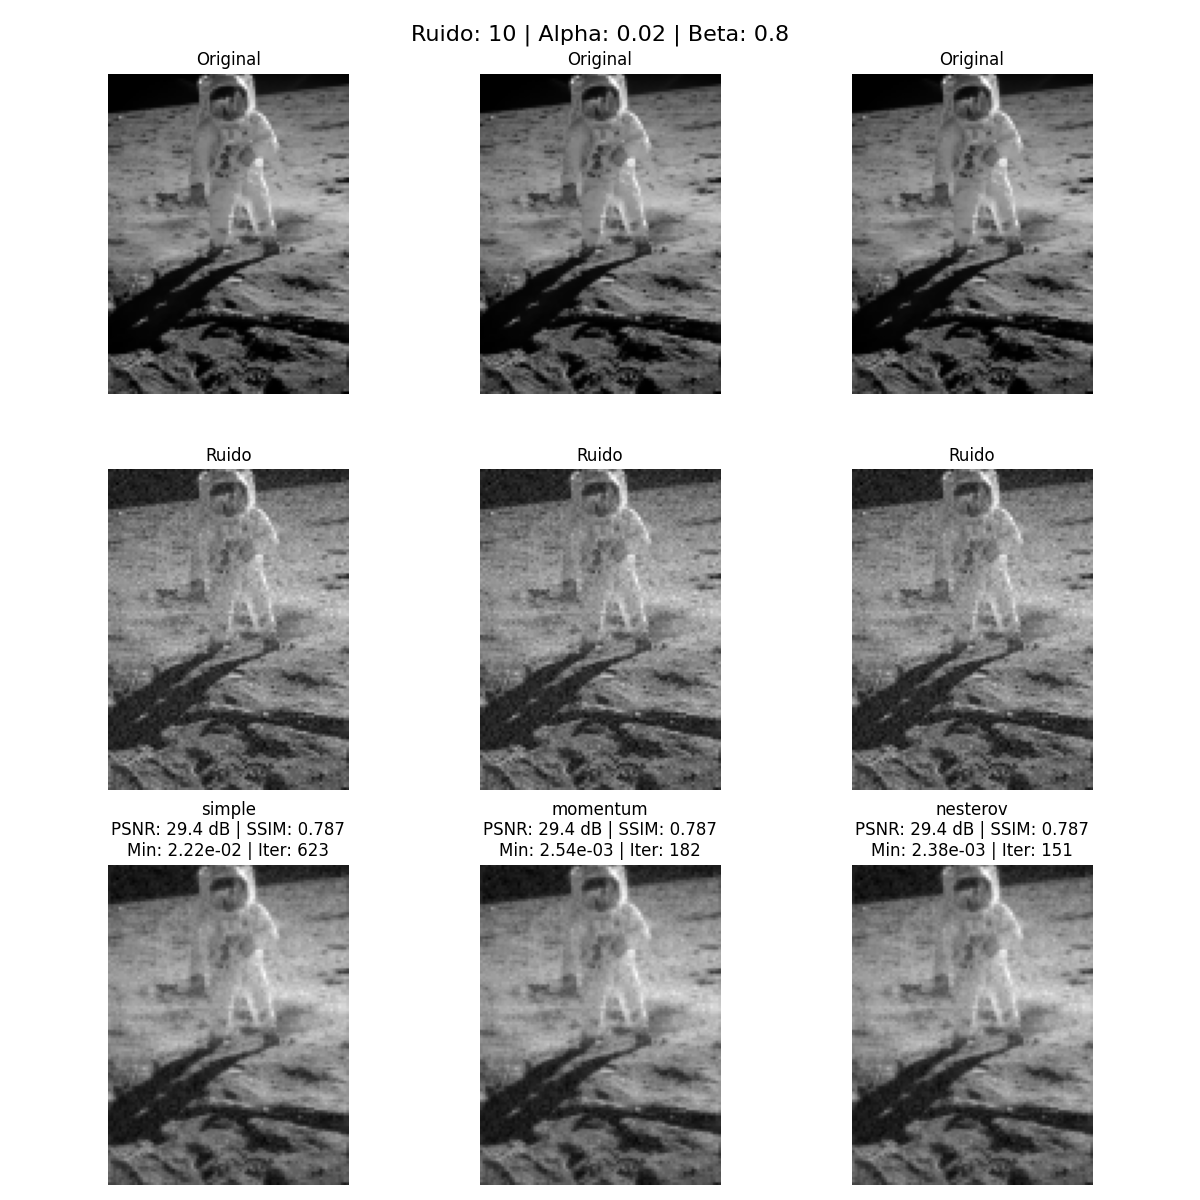 Ruido: 10 | Alpha: 0.02 | Beta: 0.8
Original
Original
Original
Ruido
Ruido
Ruido
simple
PSNR: 29.4 dB | SSIM: 0.787
Min: 2.22e-02 | Iter: 623
momentum
PSNR: 29.4 dB | SSIM: 0.787
Min: 2.54e-03 | Iter: 182
nesterov
PSNR: 29.4 dB | SSIM: 0.787
Min: 2.38e-03 | Iter: 151